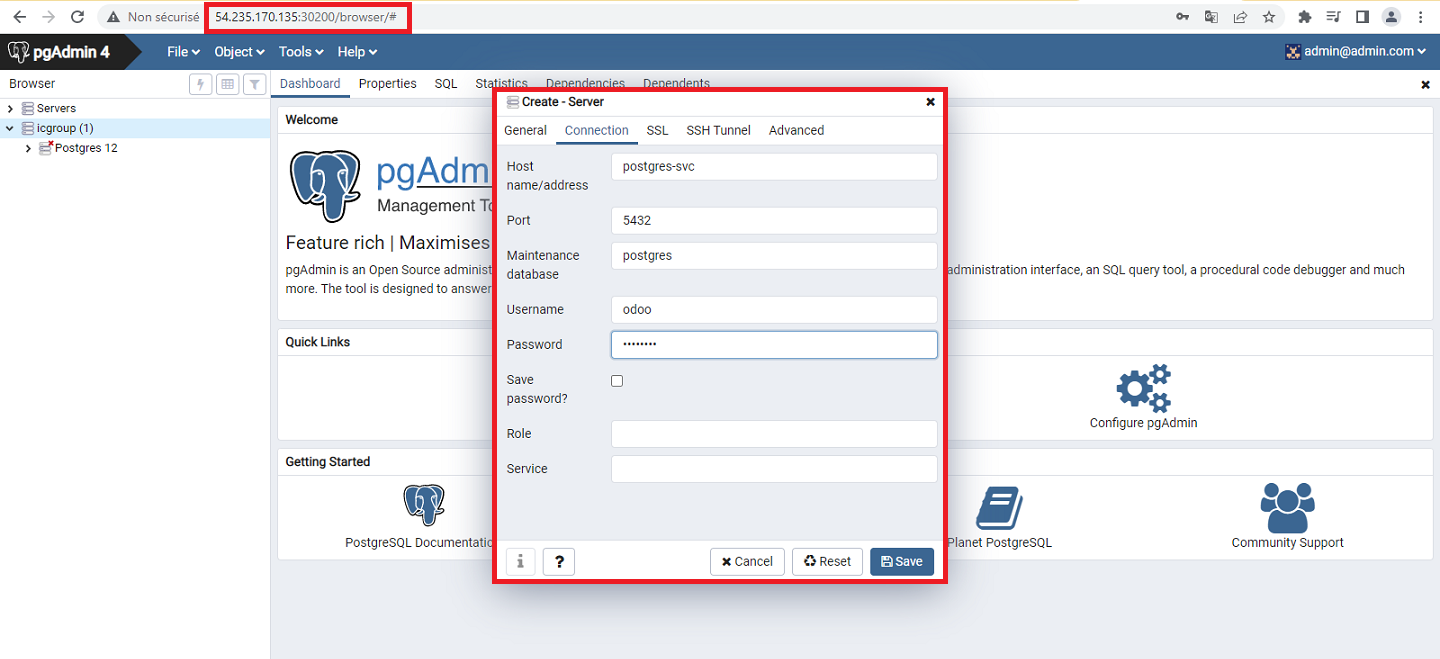 Non sécurisé 54.235.170.135:30200/browser/#
pgAdmin 4 File Object Tools Help admin@admin.com
Browser
Servers
icgroup (1)
Postgres 12
Dashboard Properties SQL Statistics Dependencies Dependents
Welcome
pgAdm
Management To
Feature rich | Maximises
pgAdmin is an Open Source administ
administration interface, an SQL query tool, a procedural code debugger and much
more. The tool is designed to answer
Quick Links
Configure pgAdmin
Getting Started
PostgreSQL Documentatio
Planet PostgreSQL
Community Support
Create - Server
General Connection SSL SSH Tunnel Advanced
Host
name/address
postgres-svc
Port
5432
Maintenance
database
postgres
Username
odoo
Password
••••••••
Save
password?
Role
Service
i ? Cancel Reset Save